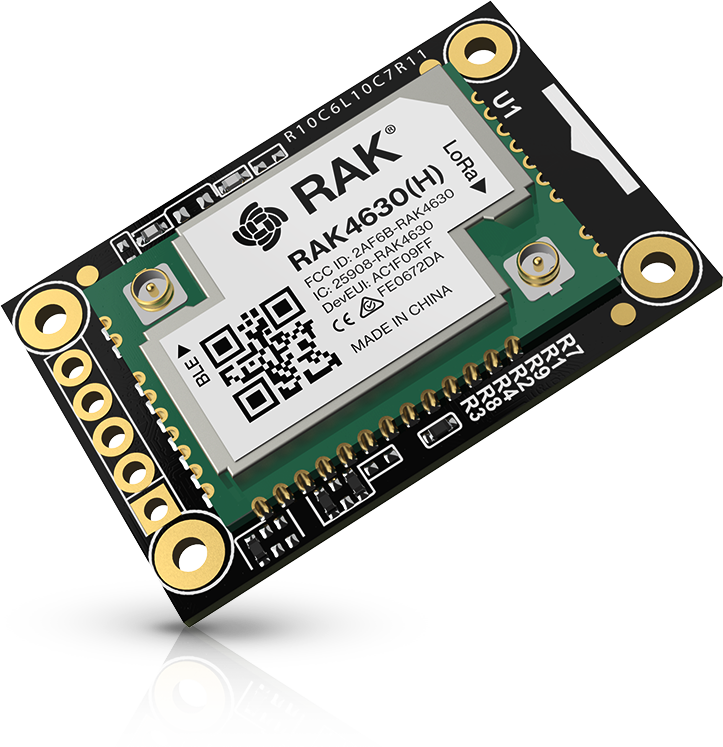 R10C6L10C7R11
U1
RAK®
RAK4630(H)
LoRa
FCC ID: 2AF6B-RAK4630
IC: 25908-RAK4630
DevEUI: AC1F09FF
FE0672DA
CE
MADE IN CHINA
BLE
R7
R1
R9
R2
R4
R8
R3